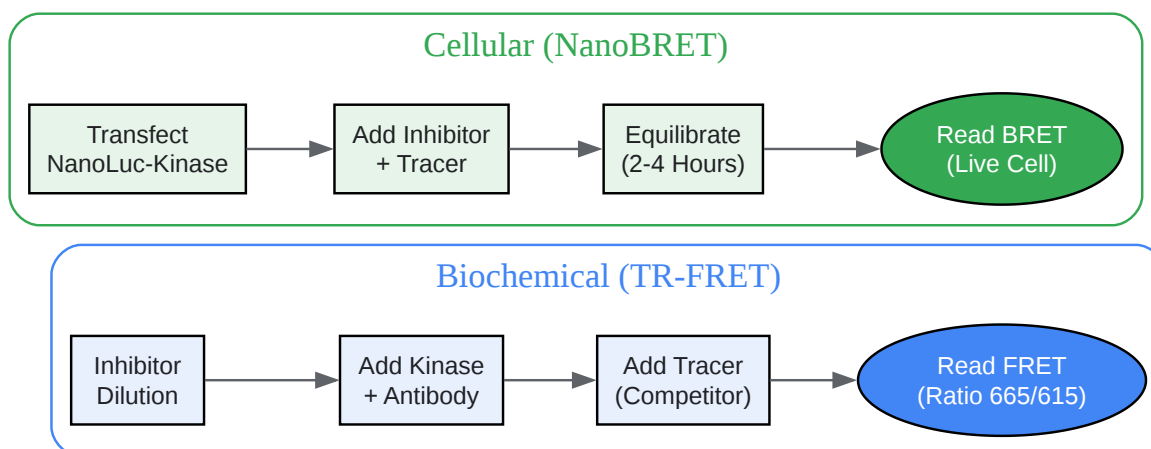 Cellular (NanoBRET)
Transfect
NanoLuc-Kinase
Add Inhibitor
+ Tracer
Equilibrate
(2-4 Hours)
Read BRET
(Live Cell)
Biochemical (TR-FRET)
Inhibitor
Dilution
Add Kinase
+ Antibody
Add Tracer
(Competitor)
Read FRET
(Ratio 665/615)